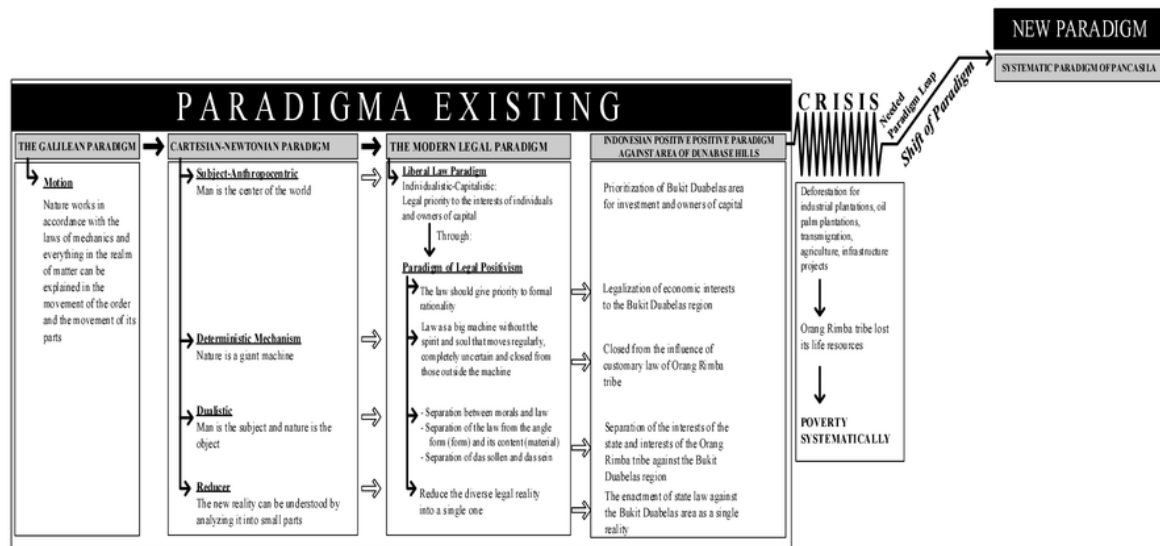 NEW PARADIGM
SYSTEMATIC PARADIGM OF PANCASILA
Needed
Paradigm Leap
Shift of Paradigm
CRISIS
PARADIGMA EXISTING
THE GALILEAN PARADIGM
CARTESIAN-NEWTONIAN PARADIGM
THE MODERN LEGAL PARADIGM
INDONESIAN POSITIVE POSITIVE PARADIGM
AGAINST AREA OF DUNABASE HILLS
Motion
Nature works in
accordance with the
laws of mechanics and
everything in the realm
of matter can be
explained in the
movement of the order
and the movement of its
parts
Subject-Anthropocentric
Man is the center of the world
Deterministic Mechanism
Nature is a giant machine
Dualistic
Man is the subject and nature is the
object
Reducer
The new reality can be understood by
analyzing it into small parts
Liberal Law Paradigm
Individualistic-Capitalistic:
Legal priority to the interests of individuals
and owners of capital
Through:
Paradigm of Legal Positivism
The law should give priority to formal
rationality
Law as a big machine without the
spirit and soul that moves regularly,
completely uncertain and closed from
those outside the machine
- Separation between morals and law
- Separation of the law from the angle
form (form) and its content (material)
- Separation of das sollen and das sein
Reduce the diverse legal reality
into a single one
Prioritization of Bukit Duabelas area
for investment and owners of capital
Legalization of economic interests
to the Bukit Duabelas region
Closed from the influence of
customary law of Orang Rimba
tribe
Separation of the interests of the
state and interests of the Orang
Rimba tribe against the Bukit
Duabelas region
The enactment of state law against
the Bukit Duabelas area as a single
reality
Deforestation for
industrial plantations, oil
palm plantations,
transmigration,
agriculture, infrastructure
projects
Orang Rimba tribe lost
its life resources
POVERTY
SYSTEMATICALLY